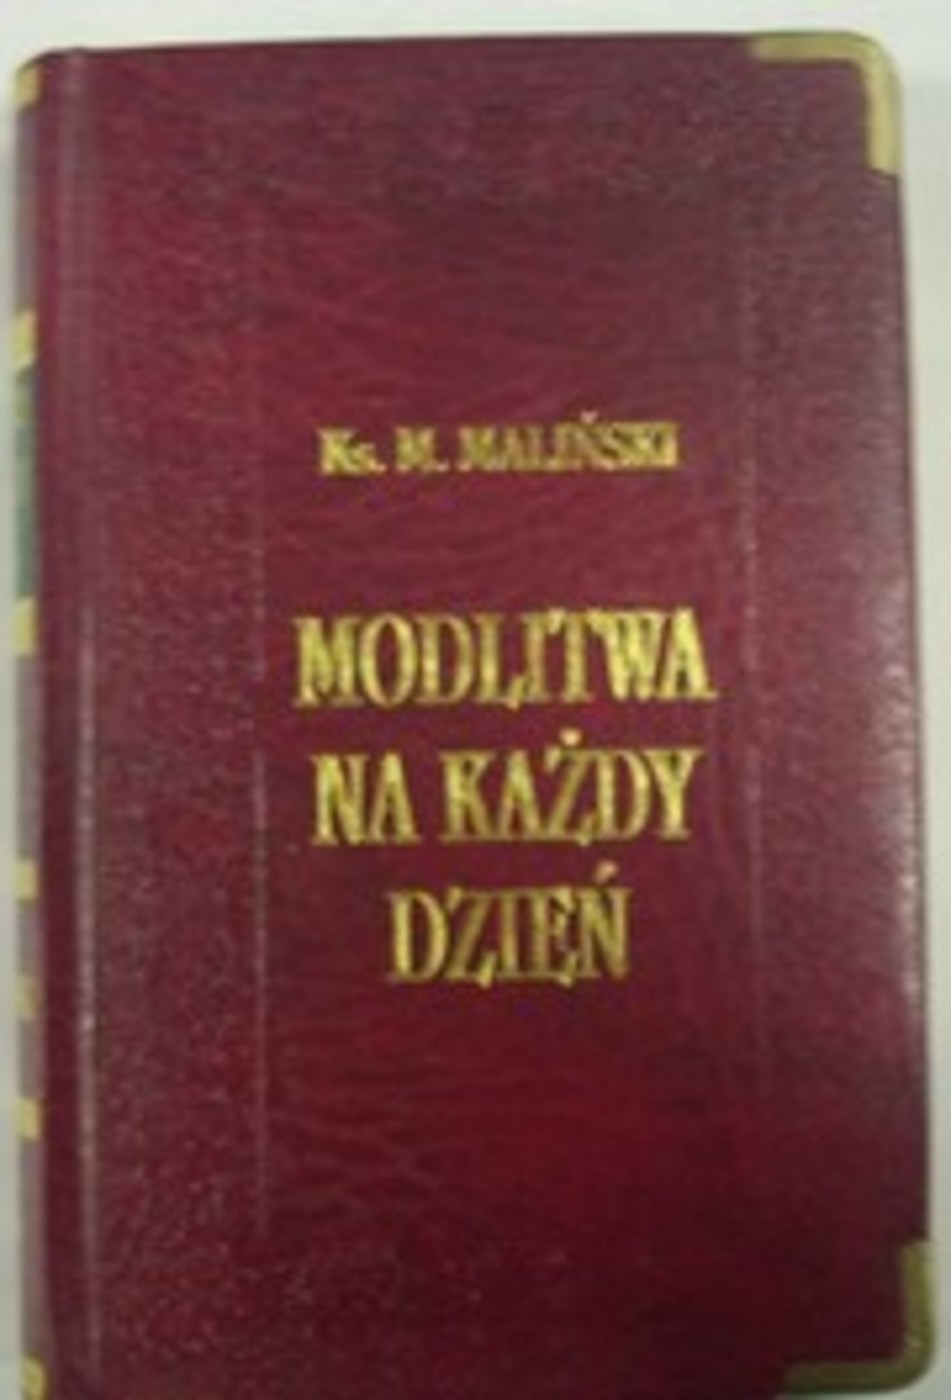 Ks. M. MALIŃSKI
MODLITWA
NA KAŻDY
DZIEŃ